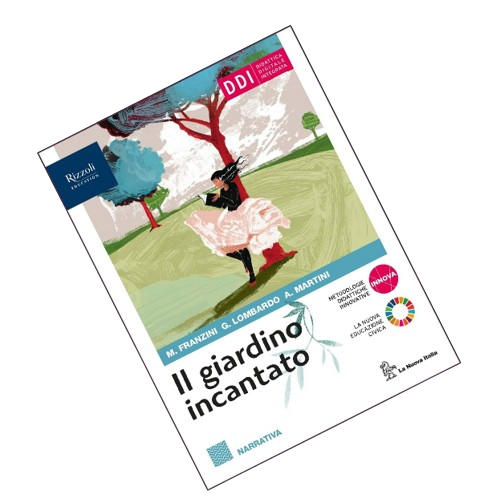 DDI
DIDATTICA
DIGITALE
INTEGRATA
Rizzoli
EDUCATION
M. FRANZINI G. LOMBARDO A. MARTINI
Il giardino
incantato
METODOLOGIE
DIDATTICHE
INNOVATIVE
INNOVA
LA NUOVA
EDUCAZIONE
CIVICA
La Nuova Italia
NARRATIVA